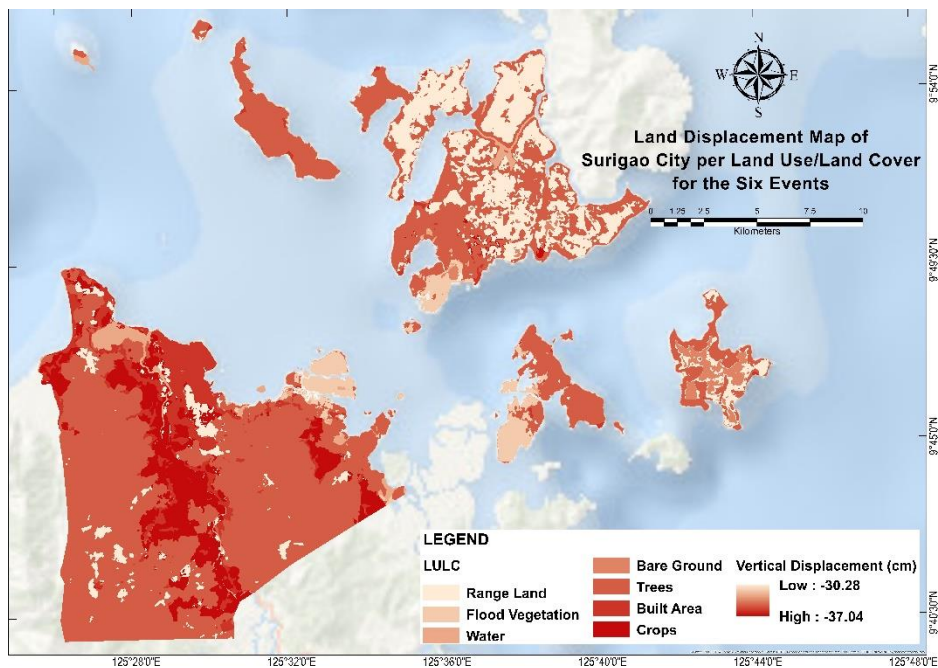 N
W E
S
Land Displacement Map of
Surigao City per Land Use/Land Cover
for the Six Events
0 1.25 2.5 5 7.5 10
Kilometers
9°54'0"N
9°49'30"N
9°45'0"N
9°40'30"N
LEGEND
LULC
Range Land
Flood Vegetation
Water
Bare Ground
Trees
Built Area
Crops
Vertical Displacement (cm)
Low : -30.28
High : -37.04
125°28'0"E 125°32'0"E 125°36'0"E 125°40'0"E 125°44'0"E 125°48'0"E